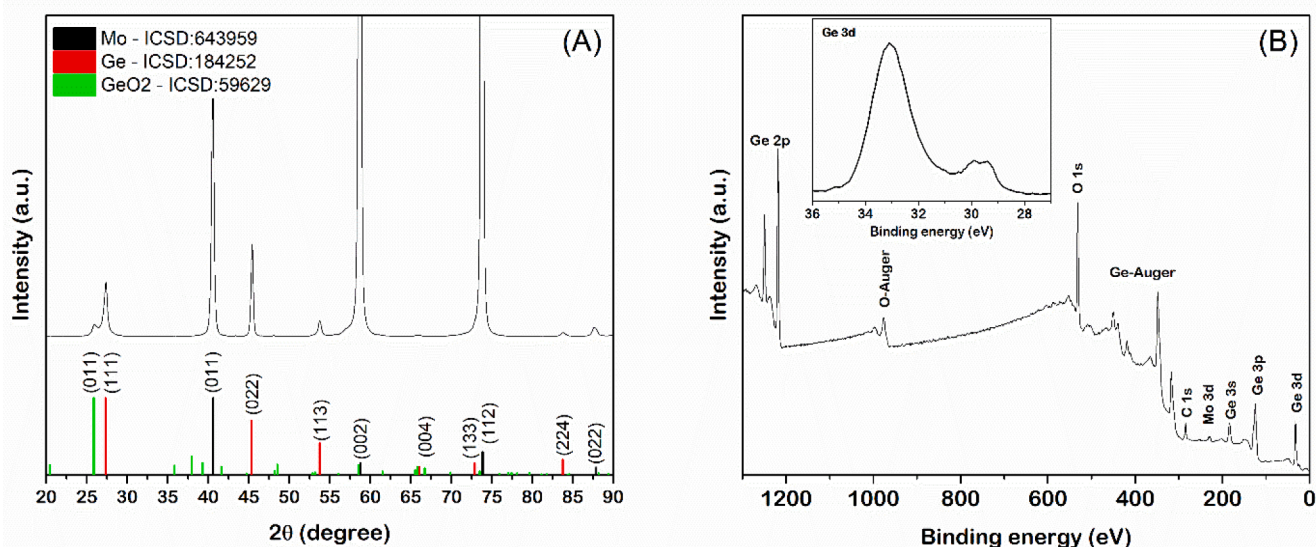 Mo - ICSD:643959
Ge - ICSD:184252
GeO2 - ICSD:59629
(A)
Intensity (a.u.)
(011)
(111)
(011)
(022)
(113)
(002)
(004)
(133)
(112)
(224)
(022)
20 25 30 35 40 45 50 55 60 65 70 75 80 85 90
2θ (degree)
(B)
Intensity (a.u.)
Ge 3d
36 34 32 30 28
Binding energy (eV)
Ge 2p
O-Auger
O 1s
Ge-Auger
C 1s
Mo 3d
Ge 3s
Ge 3p
Ge 3d
1200 1000 800 600 400 200 0
Binding energy (eV)